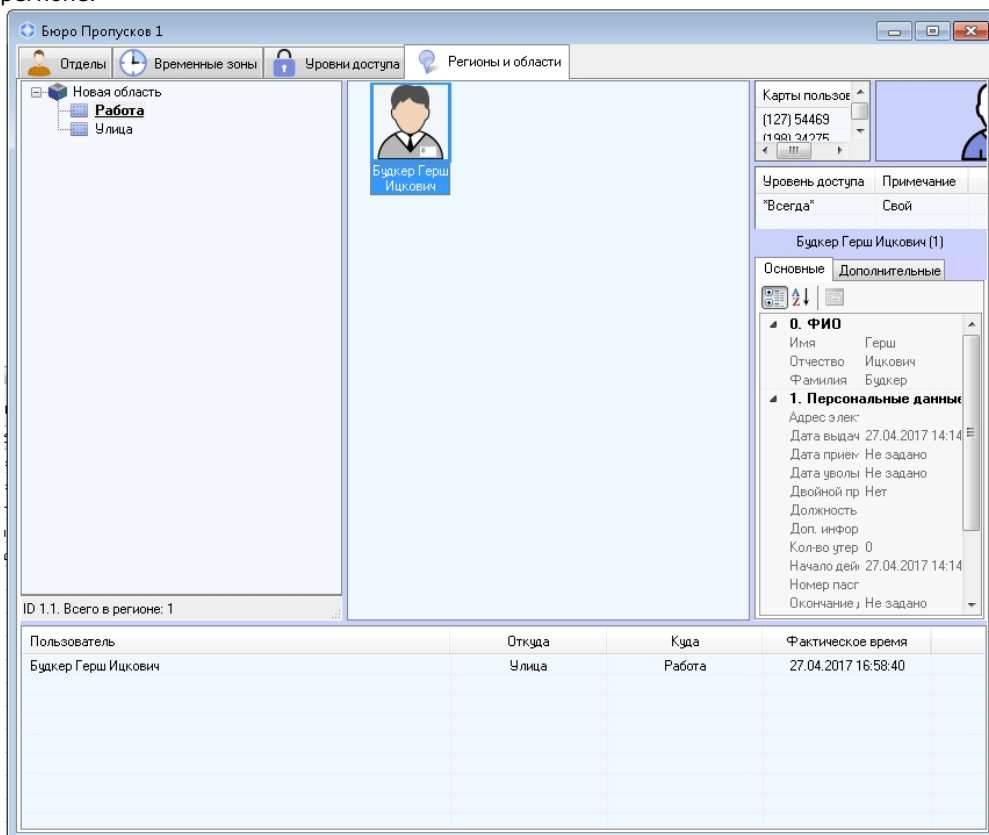 регионе.
Бюро Пропусков 1
Отделы Временные зоны Уровни доступа Регионы и области
Новая область
Работа
Улица
ID 1.1. Всего в регионе: 1
Будкер Герш
Ицкович
Карты пользов
(127) 54469
(198) 34275
Уровень доступа Примечание
*Всегда* Свой
Будкер Герш Ицкович (1)
Основные Дополнительные
0. ФИО
Имя Герш
Отчество Ицкович
Фамилия Будкер
1. Персональные данные
Адрес элек
Дата выдач 27.04.2017 14:14
Дата прием Не задано
Дата уволы Не задано
Двойной пр Нет
Должность
Доп. инфор
Кол-во утер 0
Начало дей 27.04.2017 14:14
Номер пасп
Окончание Не задано
Пользователь Откуда Куда Фактическое время
Будкер Герш Ицкович Улица Работа 27.04.2017 16:58:40